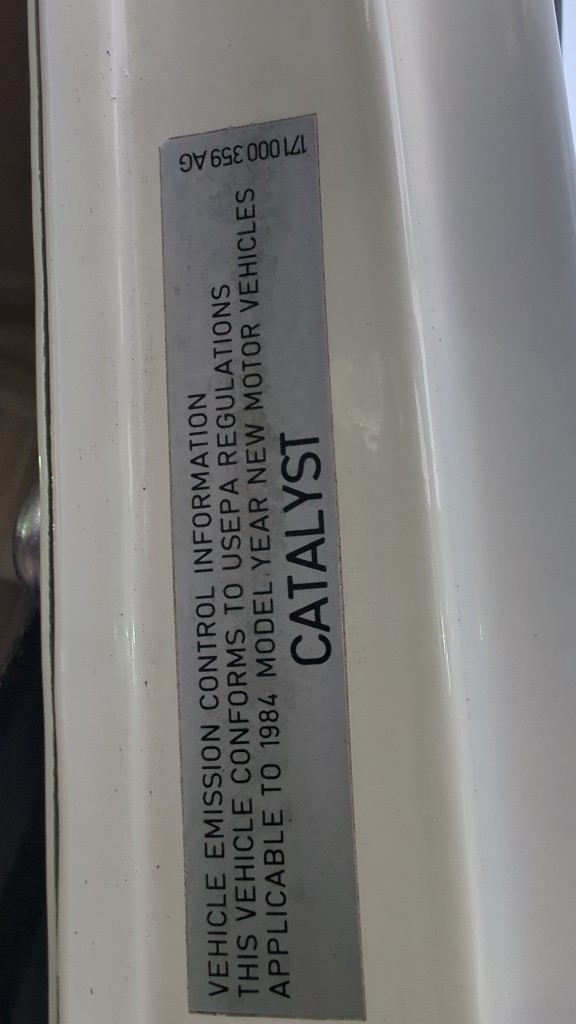 VEHICLE EMISSION CONTROL INFORMATION
THIS VEHICLE CONFORMS TO USEPA REGULATIONS
APPLICABLE TO 1984 MODEL YEAR NEW MOTOR VEHICLES
CATALYST
171 000 359 AG